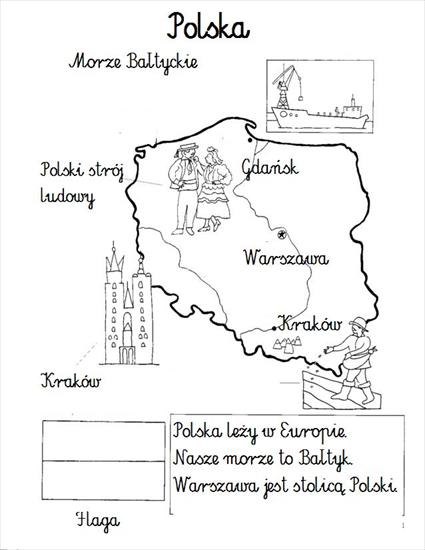 Polska
Morze Bałtyckie
Gdańsk
Polski strój
ludowy
Warszawa
Kraków
Kraków
Polska leży w Europie.
Nasze morze to Bałtyk.
Warszawa jest stolicą Polski.
Flaga
1